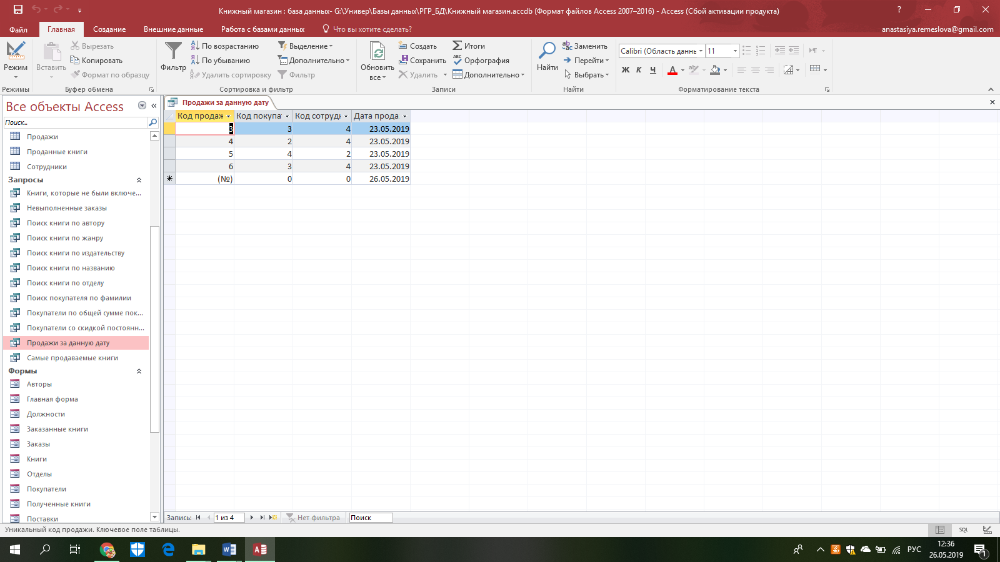 Книжный магазин : база данных- G:\Универ\Базы данных\РГР_БД\Книжный магазин.accdb (Формат файлов Access 2007–2016) - Access (Сбой активации продукта)
?
Файл Главная Создание Внешние данные Работа с базами данных Что вы хотите сделать? anastasiya.remeslova@gmail.com
Режим
Режимы
Вставить
Вырезать
Копировать
Формат по образцу
Буфер обмена
Фильтр
По возрастанию
По убыванию
Удалить сортировку
Выделение
Дополнительно
Фильтр
Сортировка и фильтр
Обновить
все
Создать
Сохранить
Удалить
Итоги
Орфография
Дополнительно
Записи
Найти
Заменить
Перейти
Выбрать
Найти
Calibri (Область данн 11
Ж К Ч А
Форматирование текста
Все объекты Access
Поиск...
Продажи
Проданные книги
Сотрудники
Запросы
Книги, которые не были включе...
Невыполненные заказы
Поиск книги по автору
Поиск книги по жанру
Поиск книги по издательству
Поиск книги по названию
Поиск книги по отделу
Поиск покупателя по фамилии
Покупатели по общей сумме пок...
Покупатели со скидкой постоянн...
Продажи за данную дату
Самые продаваемые книги
Формы
Авторы
Главная форма
Должности
Заказанные книги
Заказы
Книги
Отделы
Покупатели
Полученные книги
Поставки
Продажи за данную дату
Код продаж Код покупа Код сотрудн Дата прода
3 3 4 23.05.2019
4 2 4 23.05.2019
5 4 2 23.05.2019
6 3 4 23.05.2019
(№) 0 0 26.05.2019
Запись: 1 из 4 Нет фильтра Поиск
Уникальный код продажи. Ключевое поле таблицы. SQL
РУС 12:36
26.05.2019 1